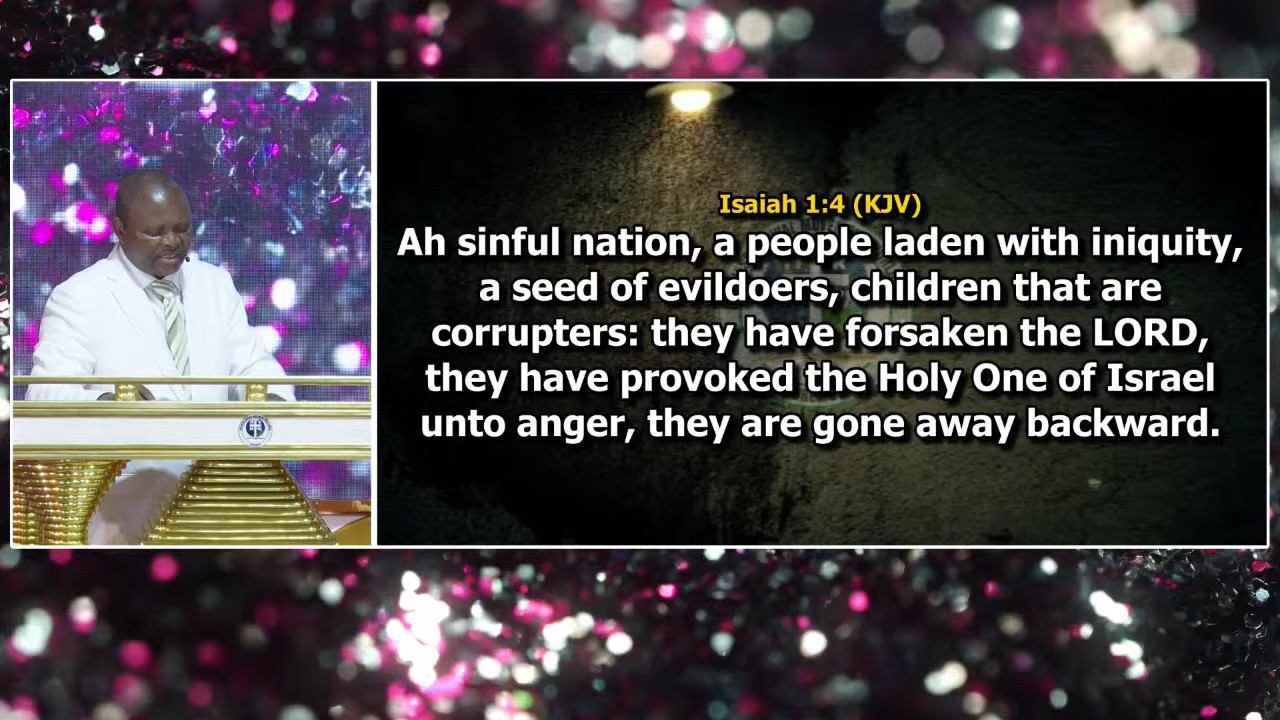 Isaiah 1:4 (KJV)
Ah sinful nation, a people laden with iniquity,
a seed of evildoers, children that are
corrupters: they have forsaken the LORD,
they have provoked the Holy One of Israel
unto anger, they are gone away backward.